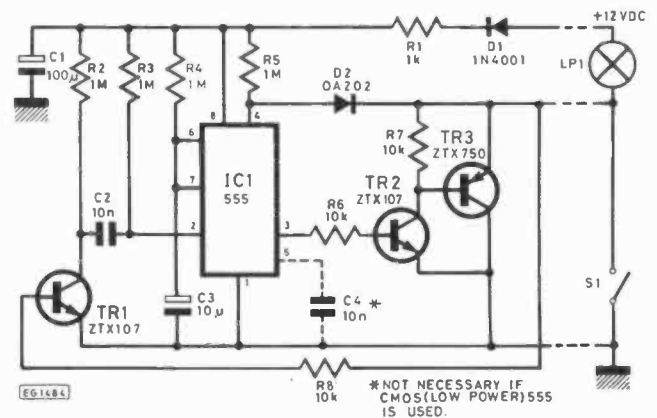 +12VDC
C1
100µ
R2
1M
R3
1M
R4
1M
R5
1M
R1
1k
D1
1N4001
LP1
D2
OA202
8
4
R7
10k
TR3
ZTX750
6
7
IC1
555
TR2
ZTX107
C2
10n
2
3
R6
10k
5
S1
1
TR1
ZTX107
C3
10µ
C4 *
10n
R8
10k
EG1484
*NOT NECESSARY IF
CMOS(LOW POWER)555
IS USED.